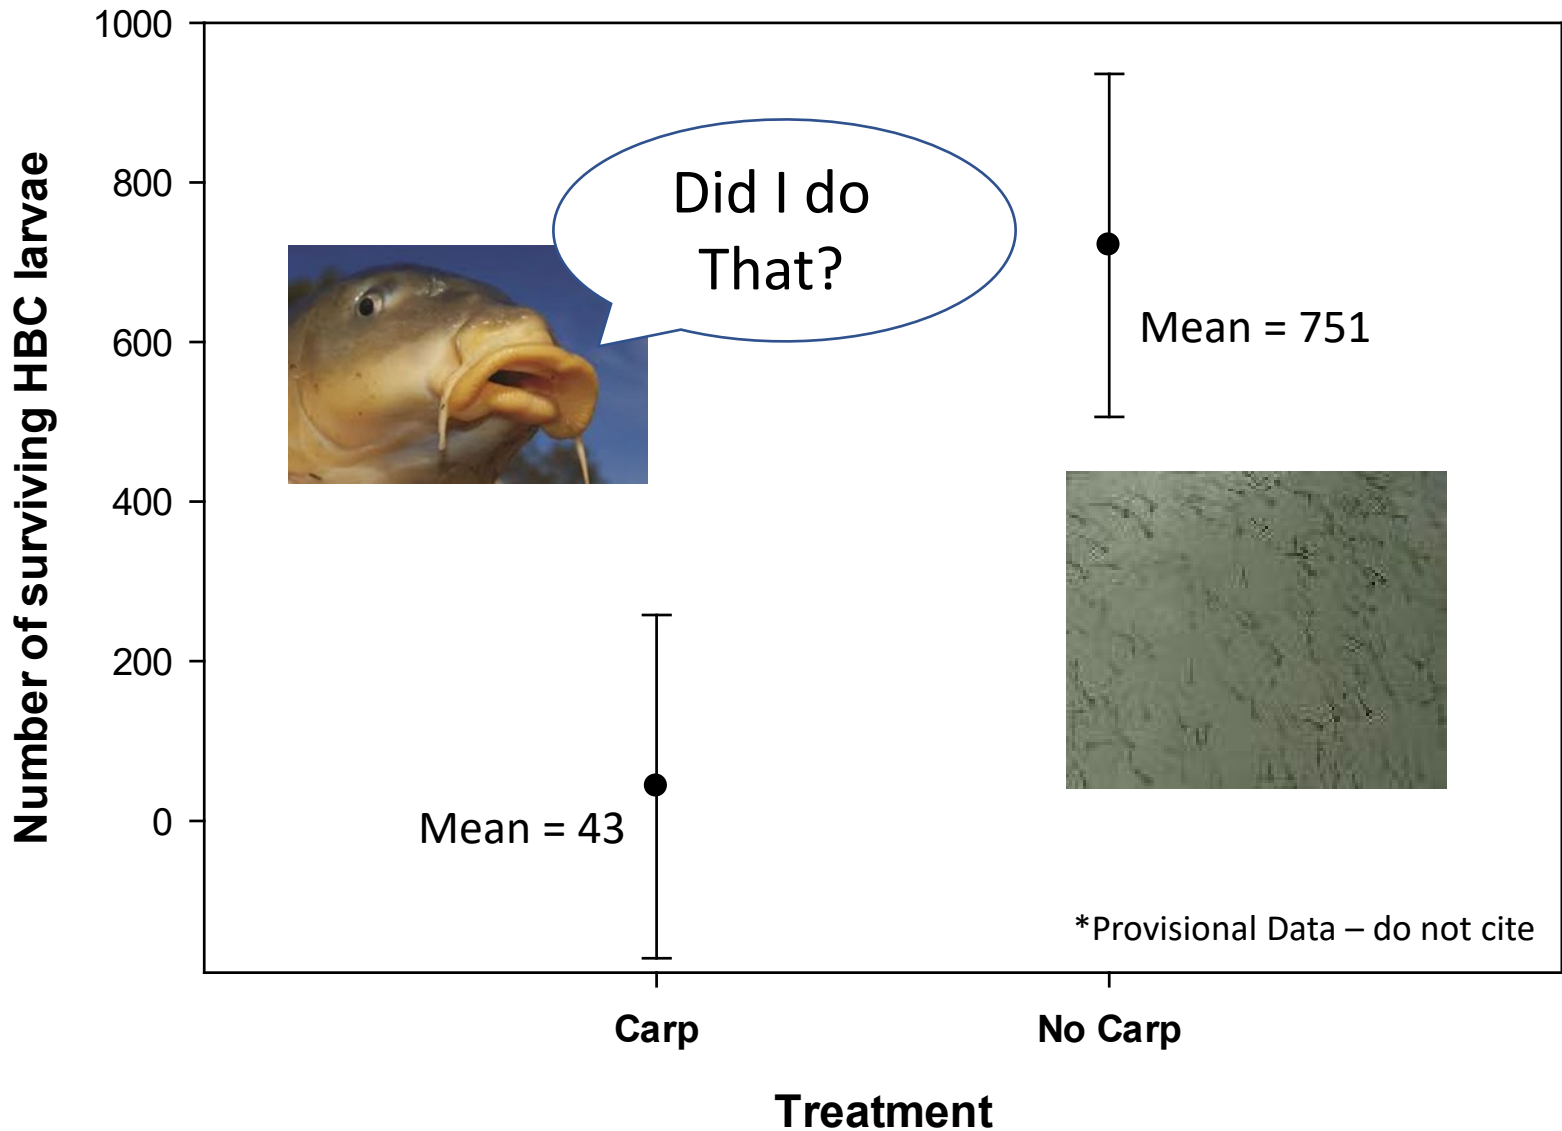 1000
800
600
400
200
0
Number of surviving HBC larvae
Did I do
That?
Mean = 751
Mean = 43
*Provisional Data – do not cite
Carp
No Carp
Treatment